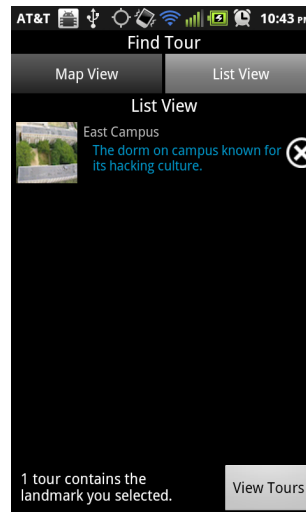 AT&T 10:43 PM
Find Tour
Map View List View
List View
East Campus
The dorm on campus known for
its hacking culture.
1 tour contains the
landmark you selected.
View Tours